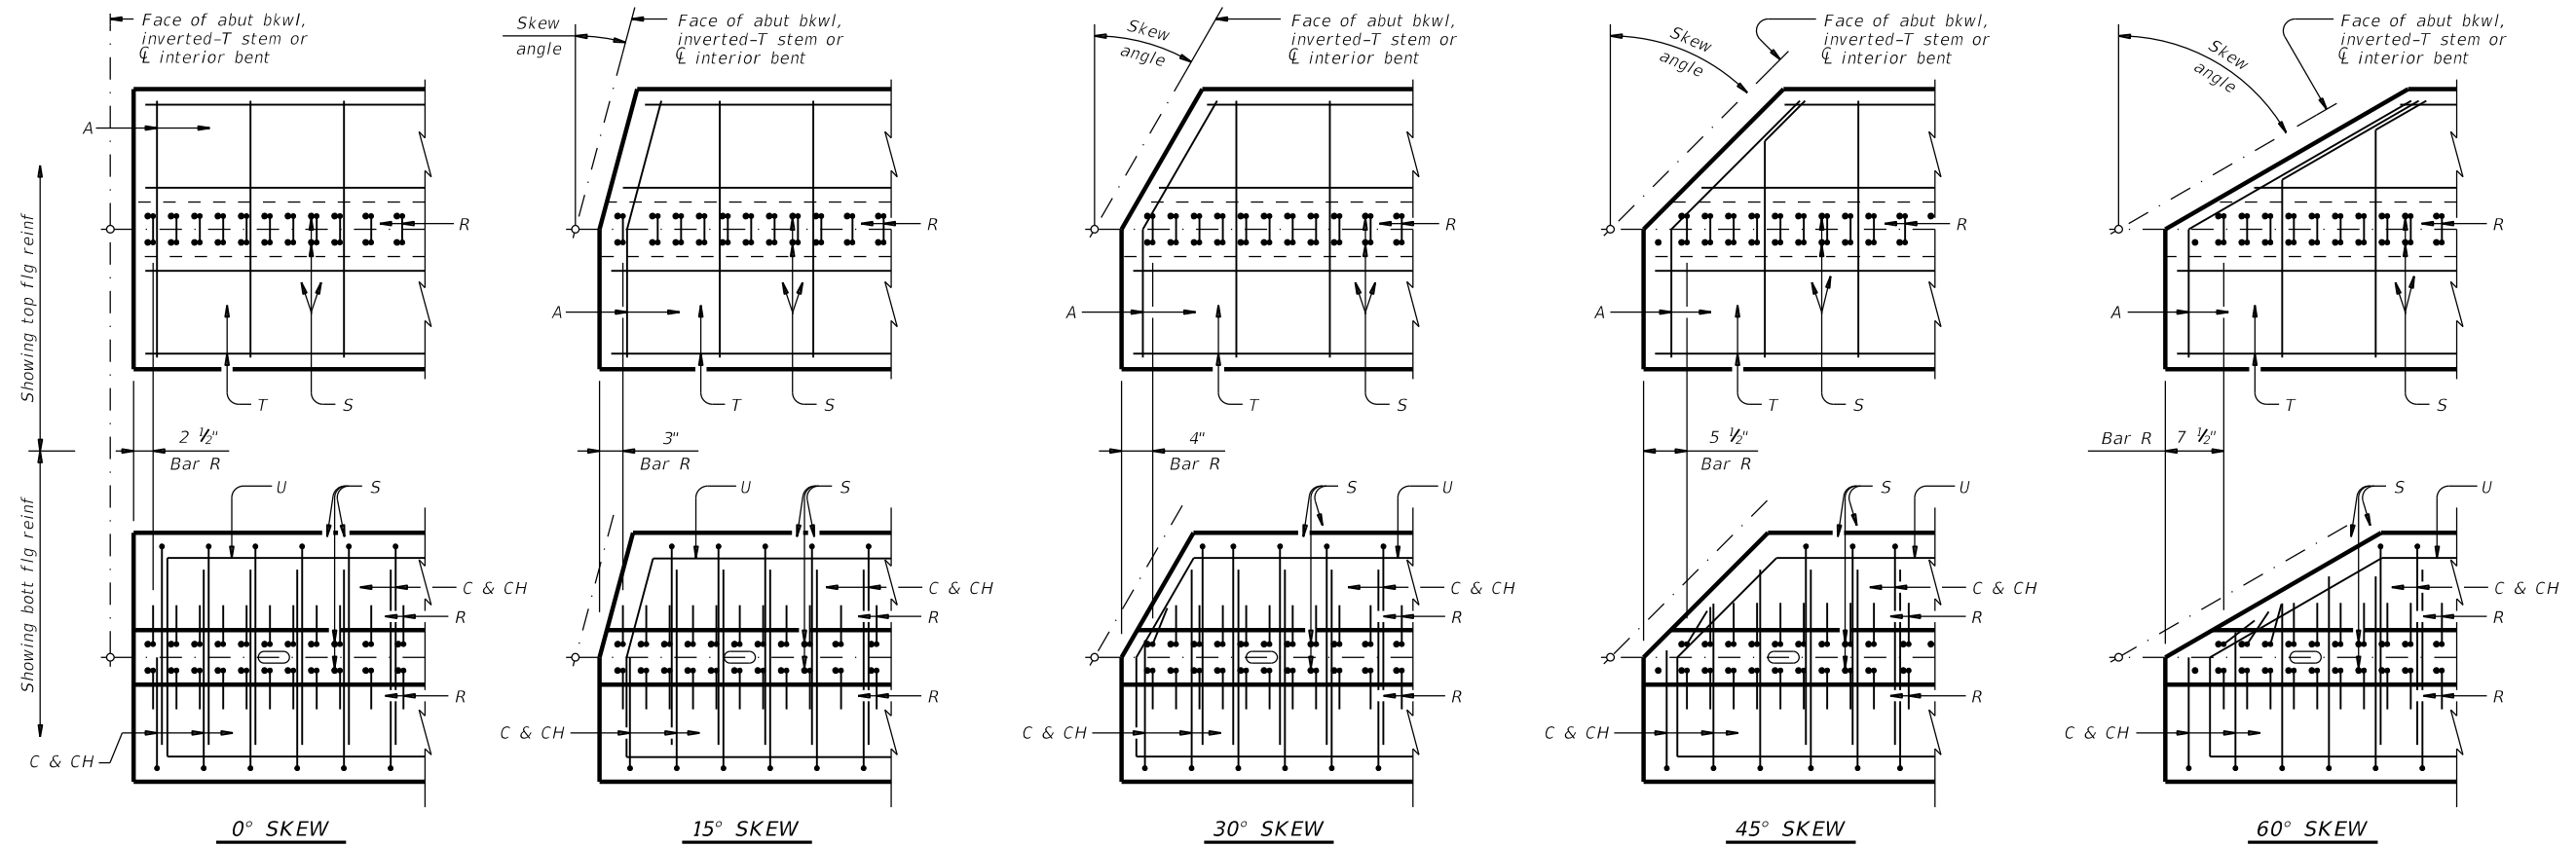 Face of abut bkwl,
inverted-T stem or
℄ interior bent
Skew
angle
Face of abut bkwl,
inverted-T stem or
℄ interior bent
Skew
angle
Face of abut bkwl,
inverted-T stem or
℄ interior bent
Skew
angle
Face of abut bkwl,
inverted-T stem or
℄ interior bent
Skew
angle
Face of abut bkwl,
inverted-T stem or
℄ interior bent
Showing top flg reinf
A
R
T
S
A
R
T
S
A
R
T
S
A
R
T
S
A
R
T
S
2 ½"
Bar R
3"
Bar R
4"
Bar R
5 ½"
Bar R
Bar R 7 ½"
Showing bott flg reinf
U
S
C & CH
R
R
C & CH
U
S
C & CH
R
R
C & CH
S
U
C & CH
R
R
C & CH
S
U
C & CH
R
R
C & CH
S
U
C & CH
R
R
C & CH
0° SKEW
15° SKEW
30° SKEW
45° SKEW
60° SKEW